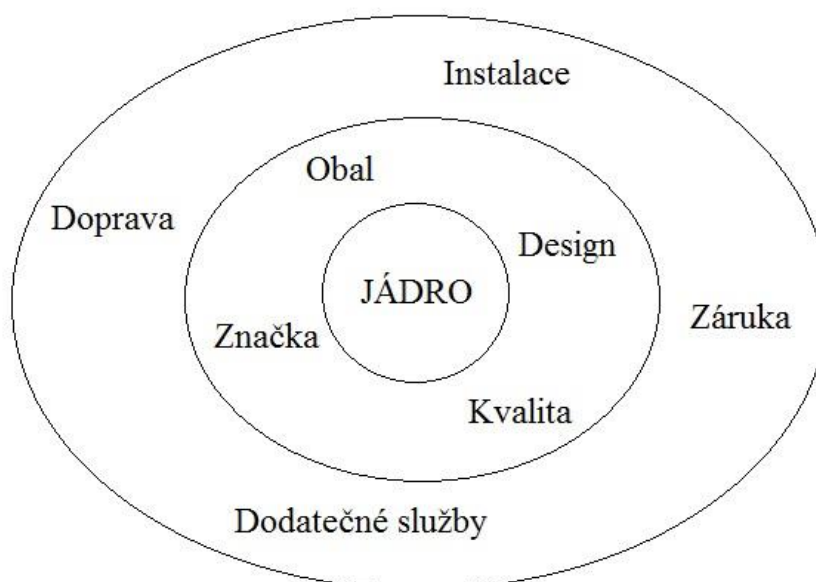 Instalace
Obal
Doprava
Design
JÁDRO
Značka
Záruka
Kvalita
Dodatečné služby